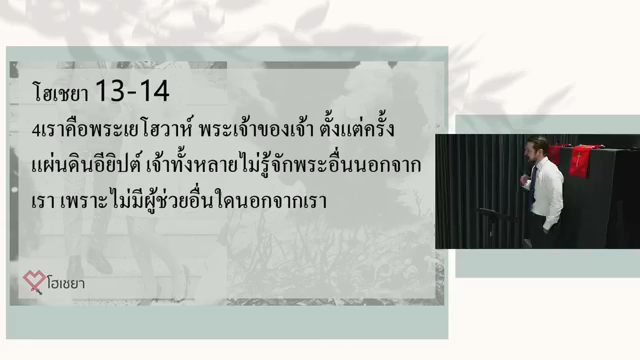 โฮเชยา 13-14
4เราคือพระเยโฮวาห์ พระเจ้าของเจ้า ตั้งแต่ครั้ง
แผ่นดินอียิปต์ เจ้าทั้งหลายไม่รู้จักพระอื่นนอกจาก
เรา เพราะไม่มีผู้ช่วยอื่นใดนอกจากเรา
โฮเชยา